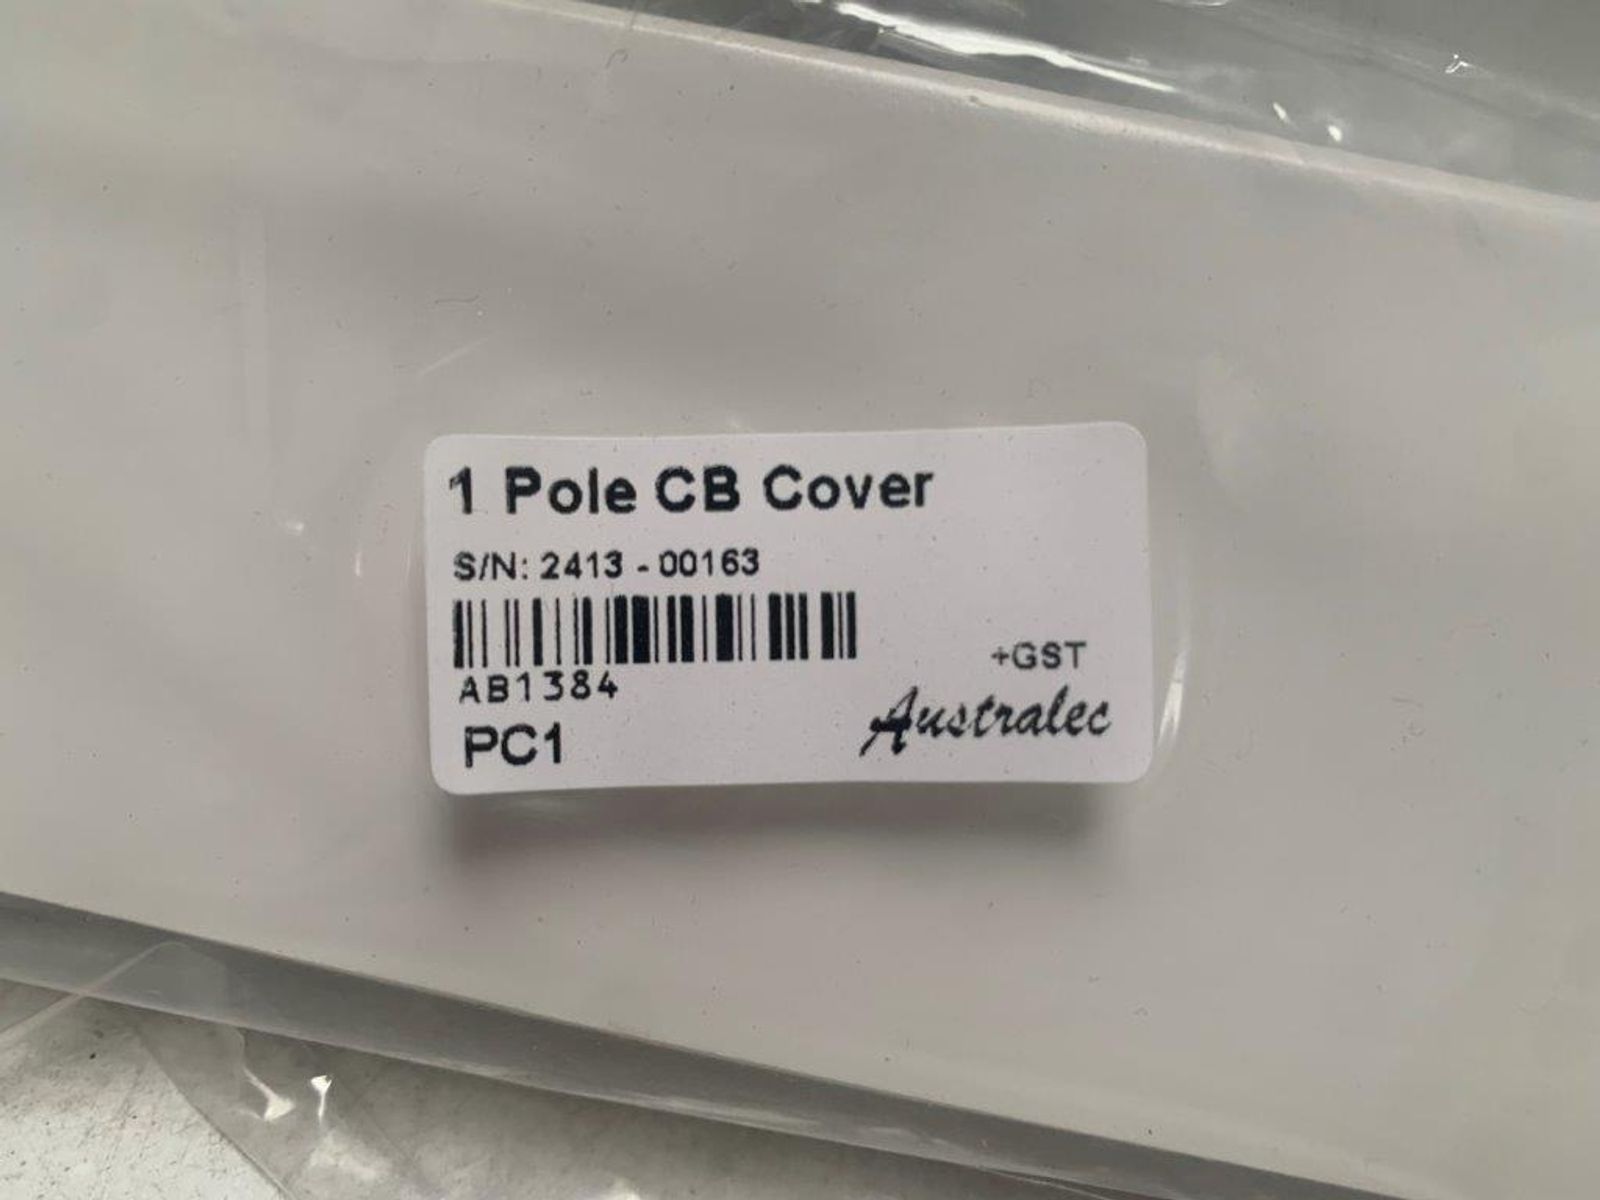 1 Pole CB Cover
S/N: 2413 - 00163
AB1384
PC1
+GST
Australec